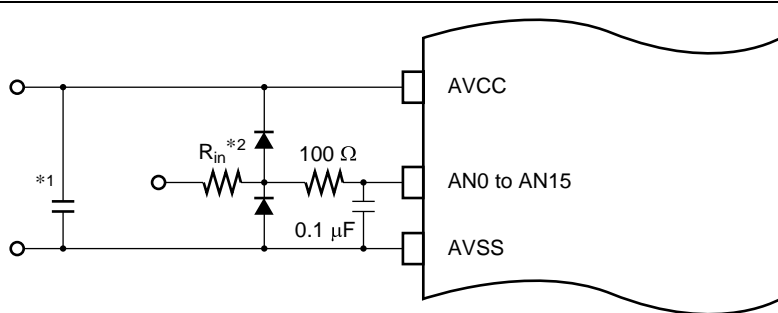 AVCC
Rin*2
100 Ω
*1
AN0 to AN15
0.1 μF
AVSS